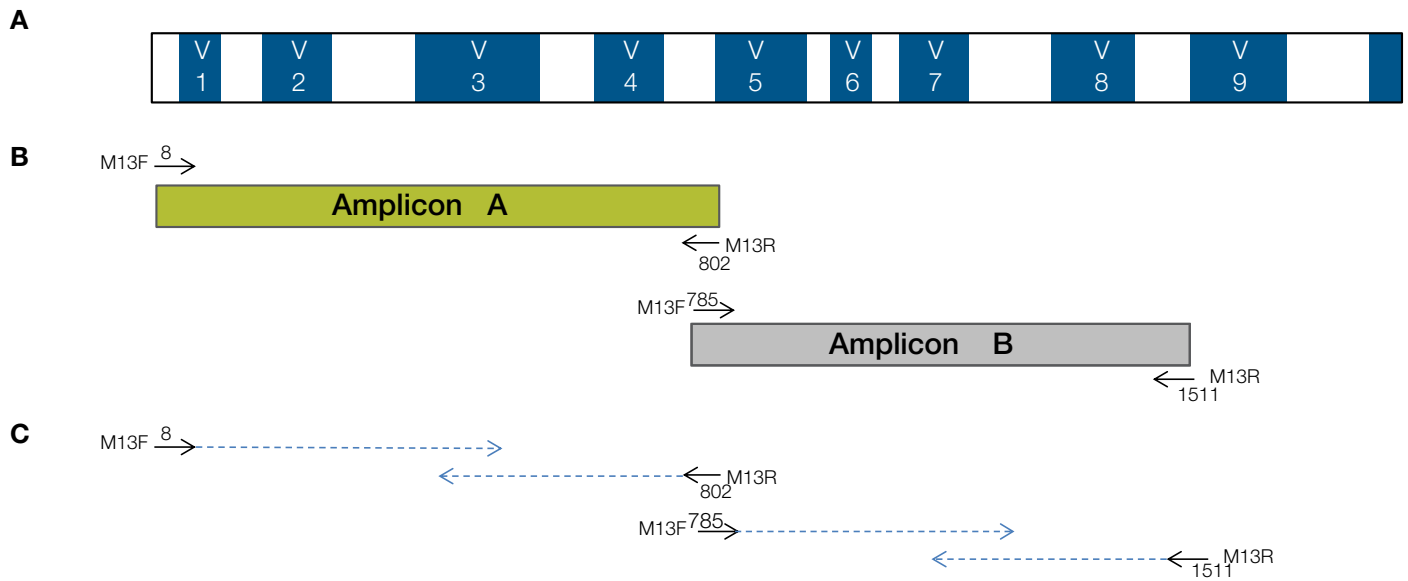 A
V V V V V V V V V
1 2 3 4 5 6 7 8 9
B
M13F 8
Amplicon A
M13R
802
M13F 785
Amplicon B
M13R
1511
C
M13F 8
M13R
802
M13F 785
M13R
1511